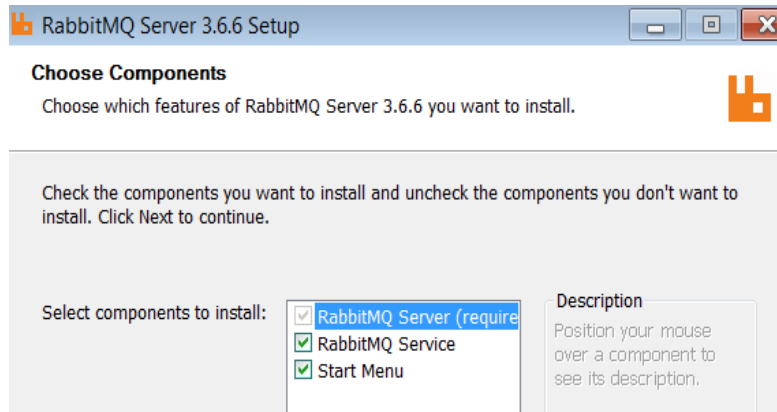 RabbitMQ Server 3.6.6 Setup
Choose Components
Choose which features of RabbitMQ Server 3.6.6 you want to install.
Check the components you want to install and uncheck the components you don't want to
install. Click Next to continue.
Select components to install:
RabbitMQ Server (require
RabbitMQ Service
Start Menu
Description
Position your mouse
over a component to
see its description.